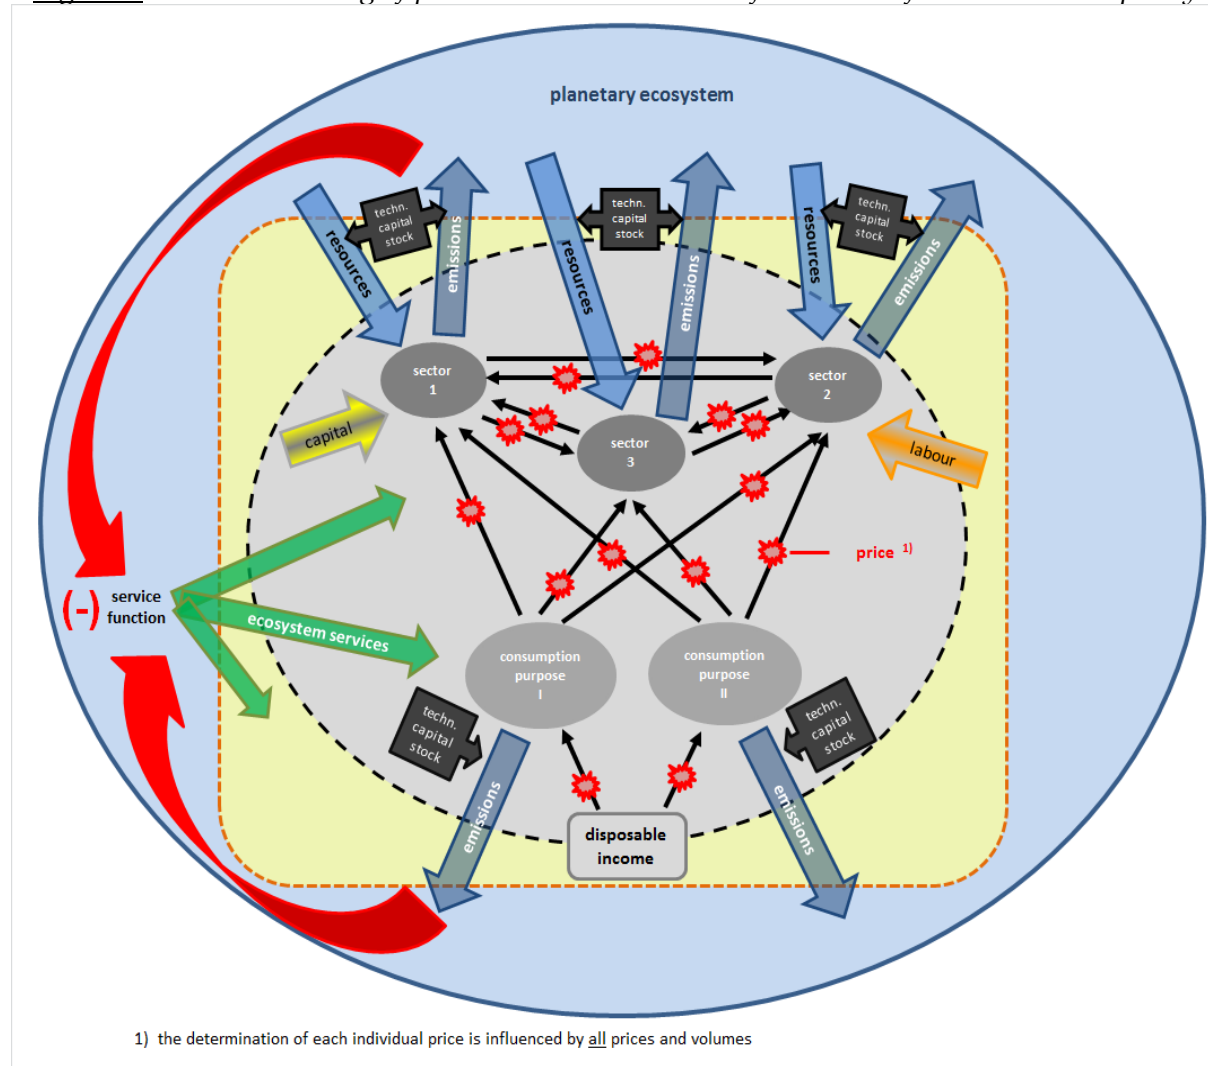 planetary ecosystem
techn.
capital
stock
techn.
capital
stock
techn.
capital
stock
resources
emissions
resources
emissions
resources
emissions
sector
1
sector
2
sector
3
capital
labour
price 1)
(-)
service
function
ecosystem services
consumption
purpose
I
consumption
purpose
II
techn.
capital
stock
techn.
capital
stock
emissions
emissions
disposable
income
1) the determination of each individual price is influenced by all prices and volumes